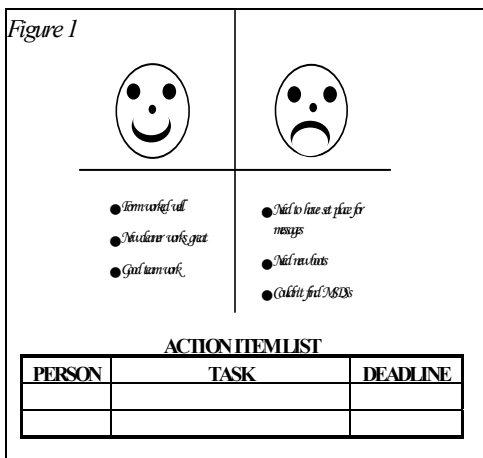 Figure 1
Form worked well
New cleaner works great
Good team work
Need to have set place for
messages
Need new boots
Couldn't find MSDSs
ACTION ITEM LIST
PERSON TASK DEADLINE